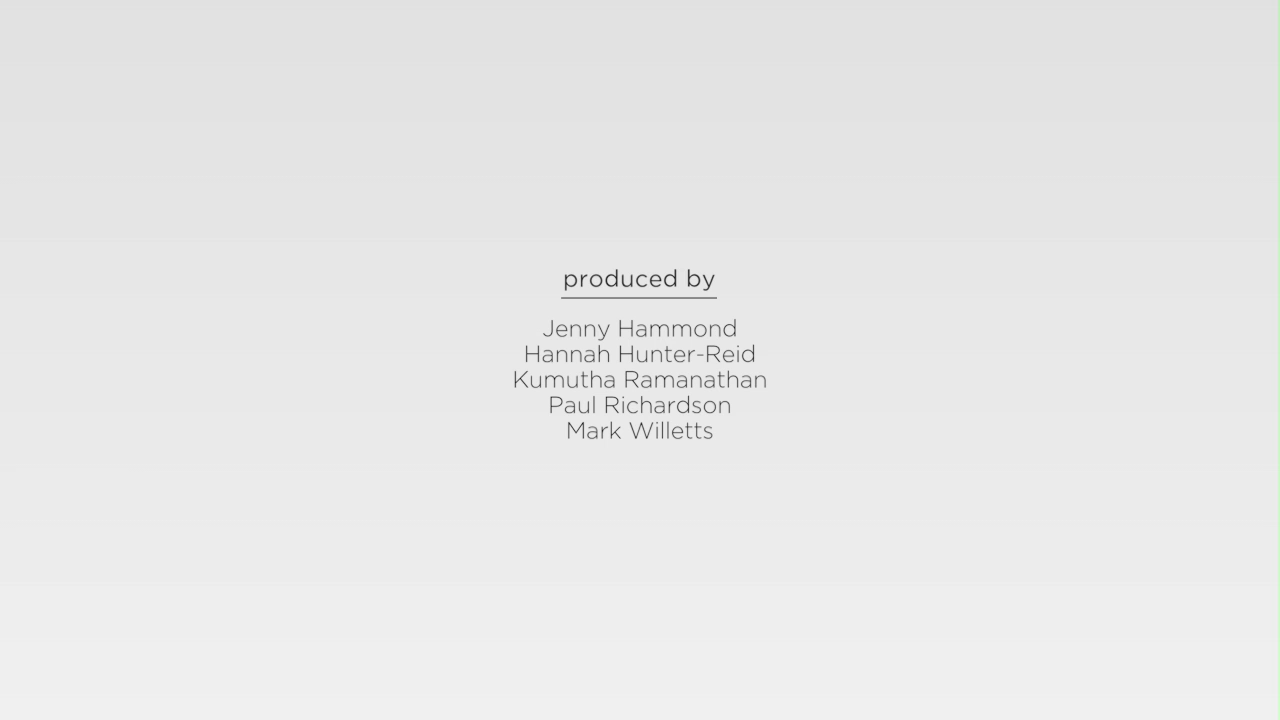 produced by
Jenny Hammond
Hannah Hunter-Reid
Kumutha Ramanathan
Paul Richardson
Mark Willetts